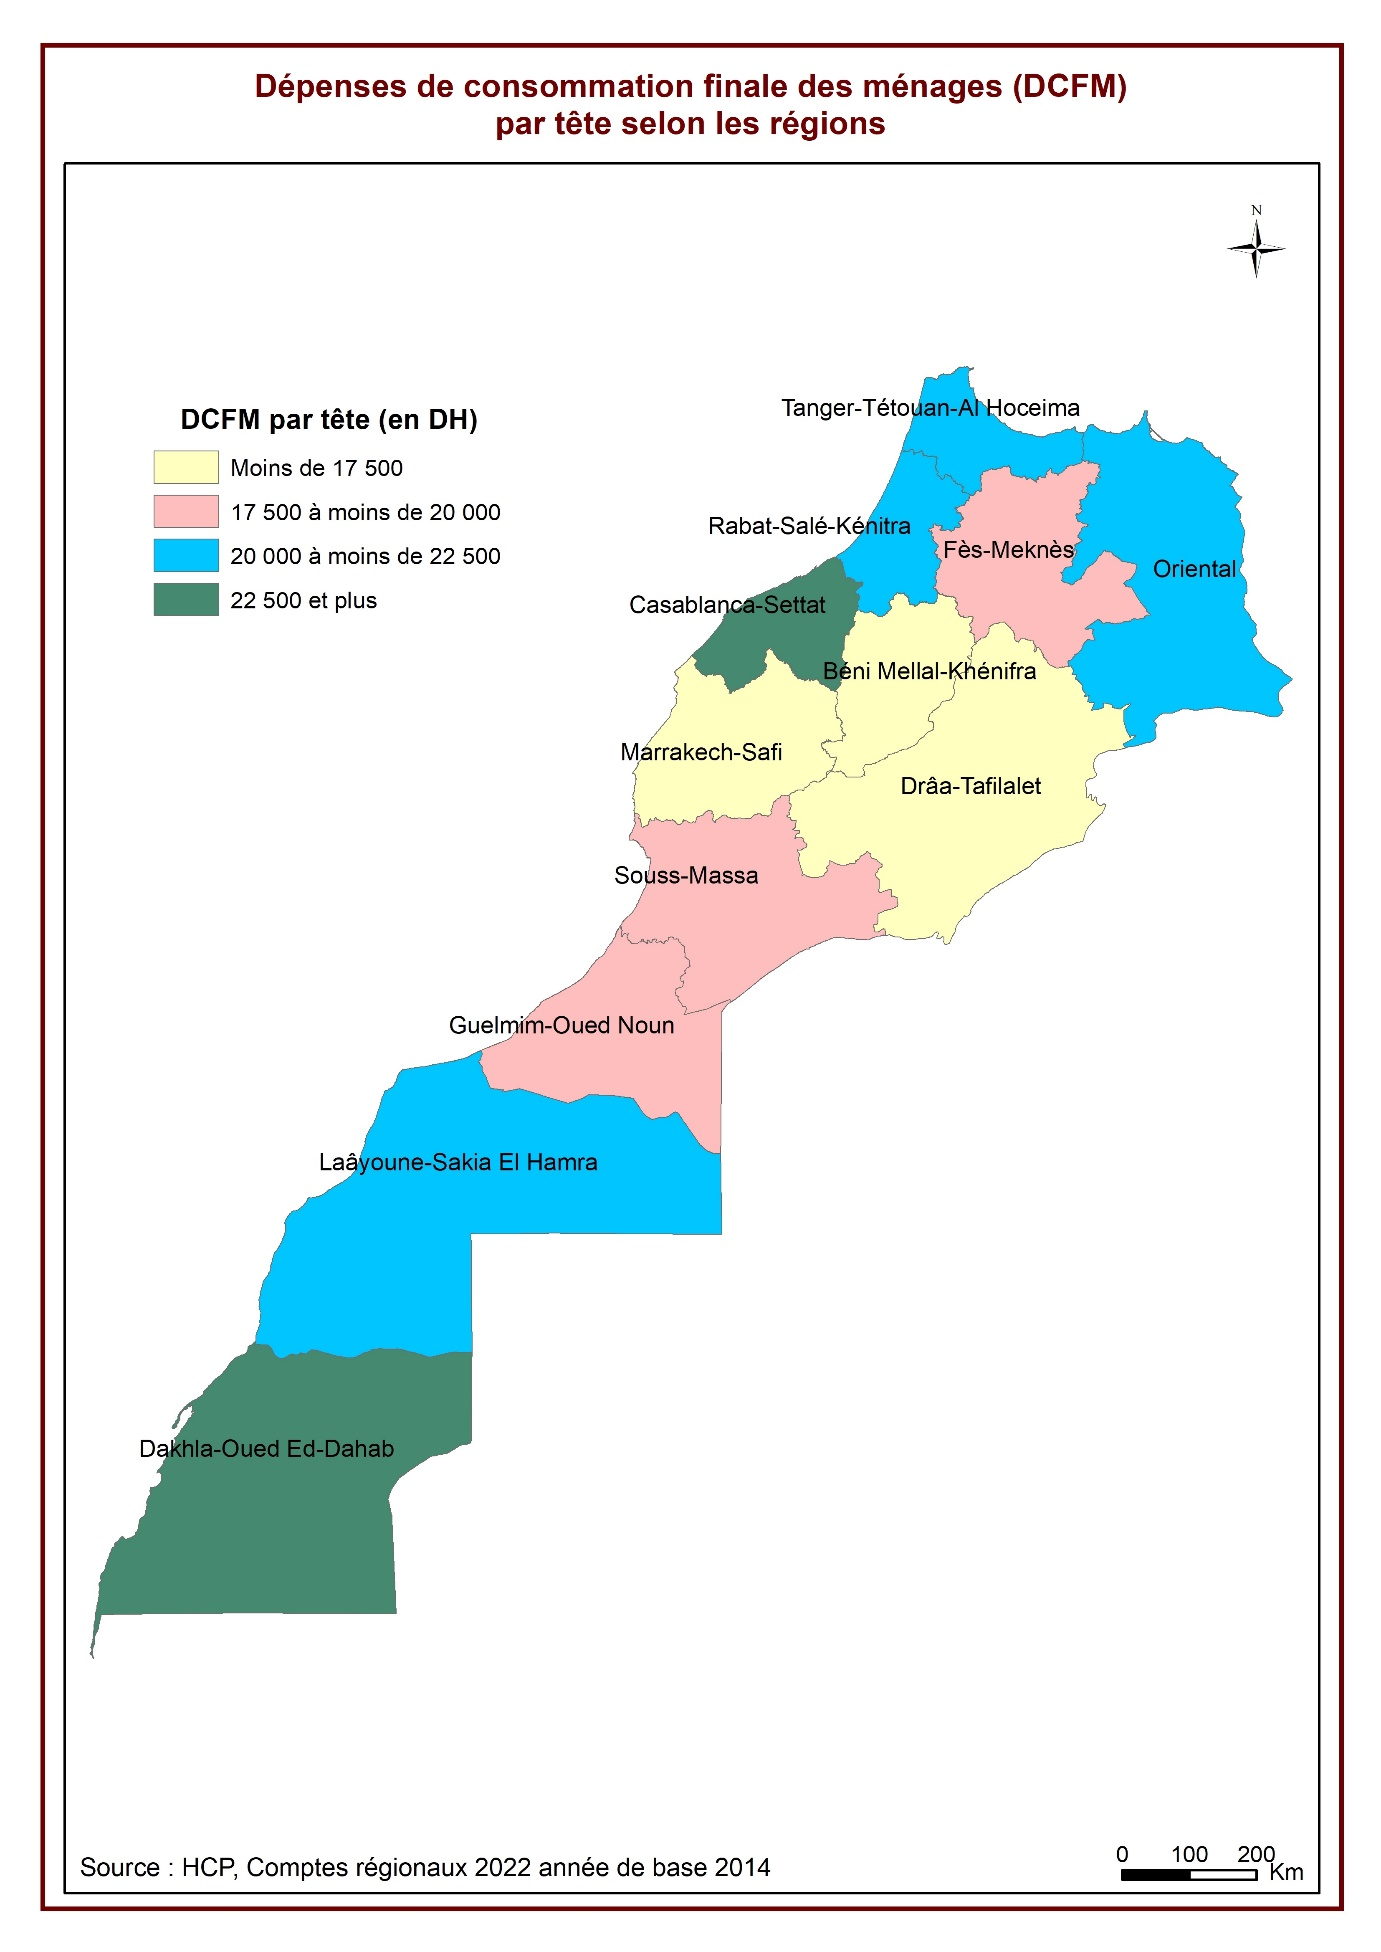 Dépenses de consommation finale des ménages (DCFM)
par tête selon les régions
N
DCFM par tête (en DH)
Moins de 17 500
17 500 à moins de 20 000
20 000 à moins de 22 500
22 500 et plus
Tanger-Tétouan-Al Hoceima
Rabat-Salé-Kénitra
Fès-Meknès
Oriental
Casablanca-Settat
Béni Mellal-Khénifra
Marrakech-Safi
Drâa-Tafilalet
Souss-Massa
Guelmim-Oued Noun
Laâyoune-Sakia El Hamra
Dakhla-Oued Ed-Dahab
Source : HCP, Comptes régionaux 2022 année de base 2014
0 100 200
Km